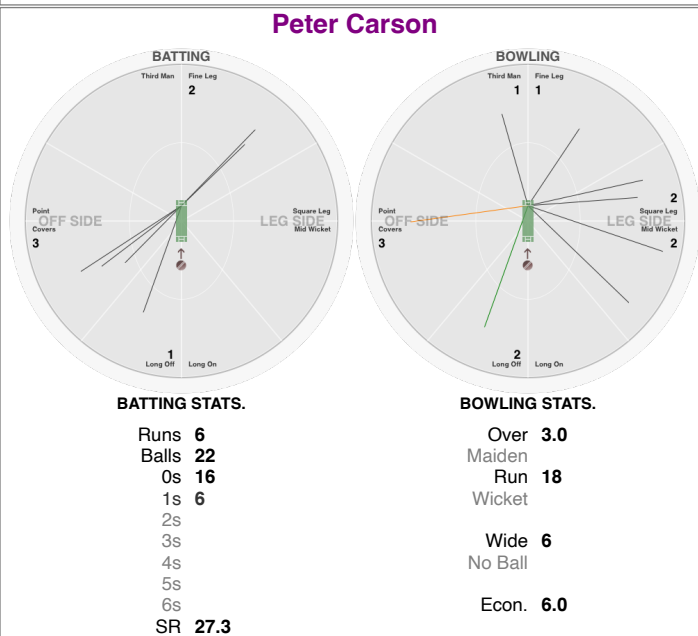 Peter Carson
BATTING
Third Man Fine Leg
2
Point
OFF SIDE
Covers
3
Square Leg
LEG SIDE
Mid Wicket
1
Long Off Long On
BATTING STATS.
Runs 6
Balls 22
0s 16
1s 6
2s
3s
4s
5s
6s
SR 27.3
BOWLING
Third Man Fine Leg
1 1
Point
OFF SIDE
Covers
3
2
Square Leg
LEG SIDE
Mid Wicket
2
2
Long Off Long On
BOWLING STATS.
Over 3.0
Maiden
Run 18
Wicket
Wide 6
No Ball
Econ. 6.0